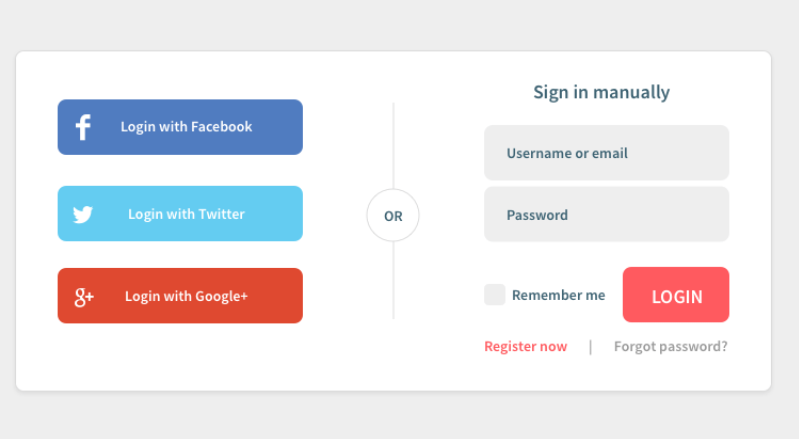 Login with Facebook
Login with Twitter
g+ Login with Google+
OR
Sign in manually
Username or email
Password
Remember me
LOGIN
Register now | Forgot password?